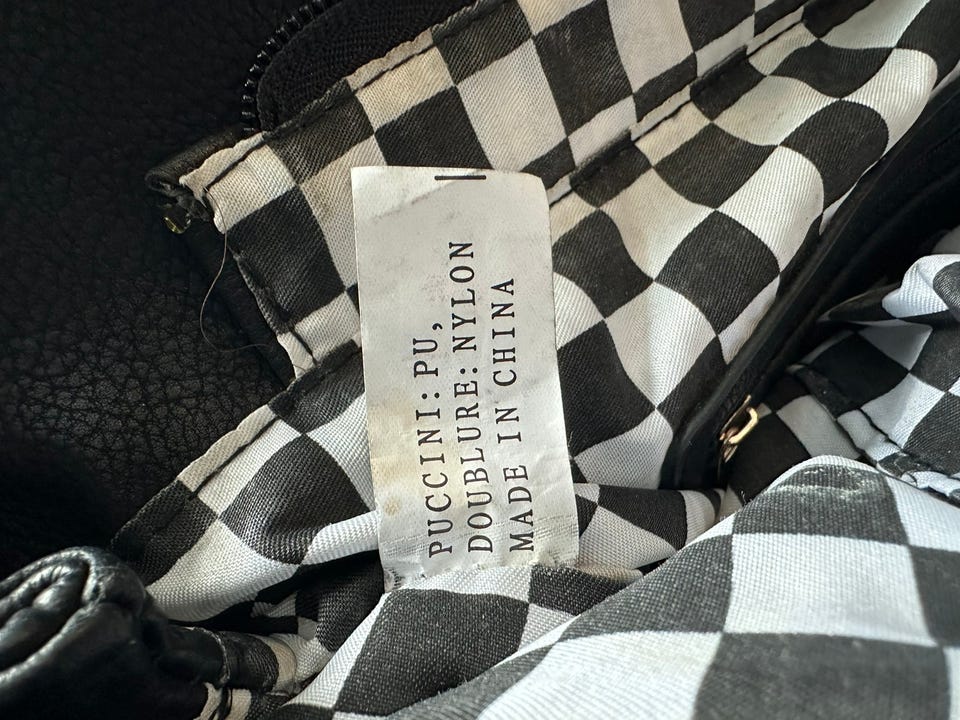 PUCCINI: PU,
DOUBLURE: NYLON
MADE IN CHINA